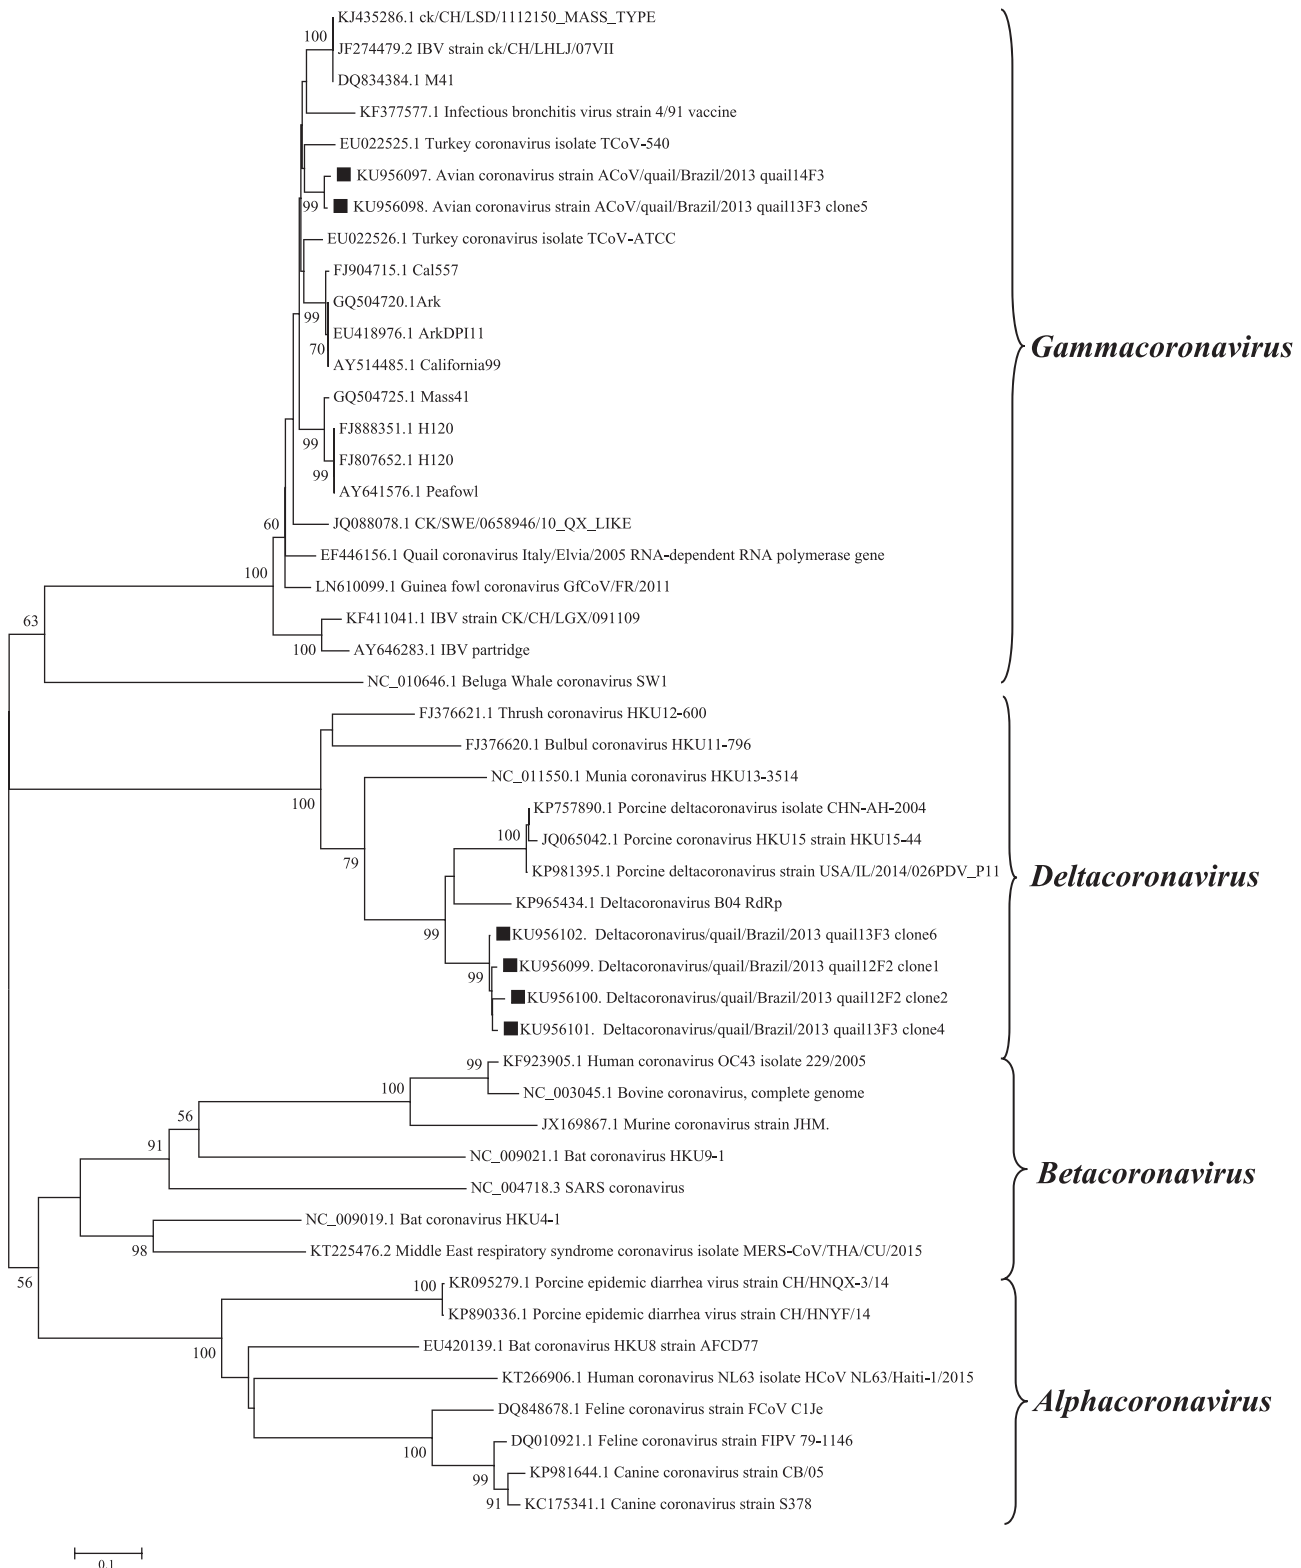 KJ435286.1 ck/CH/LSD/1112150_MASS_TYPE
100
JF274479.2 IBV strain ck/CH/LHLJ/07VII
DQ834384.1 M41
KF377577.1 Infectious bronchitis virus strain 4/91 vaccine
EU022525.1 Turkey coronavirus isolate TCoV-540
KU956097. Avian coronavirus strain ACoV/quail/Brazil/2013 quail14F3
99
KU956098. Avian coronavirus strain ACoV/quail/Brazil/2013 quail13F3 clone5
EU022526.1 Turkey coronavirus isolate TCoV-ATCC
FJ904715.1 Cal557
GQ504720.1Ark
99
EU418976.1 ArkDPI11
70
AY514485.1 California99
Gammacoronavirus
GQ504725.1 Mass41
FJ888351.1 H120
99
FJ807652.1 H120
99
AY641576.1 Peafowl
JQ088078.1 CK/SWE/0658946/10_QX_LIKE
60
EF446156.1 Quail coronavirus Italy/Elvia/2005 RNA-dependent RNA polymerase gene
100
LN610099.1 Guinea fowl coronavirus GfCoV/FR/2011
63
KF411041.1 IBV strain CK/CH/LGX/091109
100
AY646283.1 IBV partridge
NC_010646.1 Beluga Whale coronavirus SW1
FJ376621.1 Thrush coronavirus HKU12-600
FJ376620.1 Bulbul coronavirus HKU11-796
NC_011550.1 Munia coronavirus HKU13-3514
100
KP757890.1 Porcine deltacoronavirus isolate CHN-AH-2004
100
JQ065042.1 Porcine coronavirus HKU15 strain HKU15-44
79
KP981395.1 Porcine deltacoronavirus strain USA/IL/2014/026PDV_P11
Deltacoronavirus
KP965434.1 Deltacoronavirus B04 RdRp
99
KU956102. Deltacoronavirus/quail/Brazil/2013 quail13F3 clone6
KU956099. Deltacoronavirus/quail/Brazil/2013 quail12F2 clone1
99
KU956100. Deltacoronavirus/quail/Brazil/2013 quail12F2 clone2
KU956101. Deltacoronavirus/quail/Brazil/2013 quail13F3 clone4
99
KF923905.1 Human coronavirus OC43 isolate 229/2005
100
NC_003045.1 Bovine coronavirus, complete genome
56
JX169867.1 Murine coronavirus strain JHM.
91
NC_009021.1 Bat coronavirus HKU9-1
Betacoronavirus
NC_004718.3 SARS coronavirus
NC_009019.1 Bat coronavirus HKU4-1
98
KT225476.2 Middle East respiratory syndrome coronavirus isolate MERS-CoV/THA/CU/2015
56
100
KR095279.1 Porcine epidemic diarrhea virus strain CH/HNQX-3/14
KP890336.1 Porcine epidemic diarrhea virus strain CH/HNYF/14
100
EU420139.1 Bat coronavirus HKU8 strain AFCD77
KT266906.1 Human coronavirus NL63 isolate HCoV NL63/Haiti-1/2015
Alphacoronavirus
DQ848678.1 Feline coronavirus strain FCoV C1Je
100
DQ010921.1 Feline coronavirus strain FIPV 79-1146
99
KP981644.1 Canine coronavirus strain CB/05
91
KC175341.1 Canine coronavirus strain S378
0.1